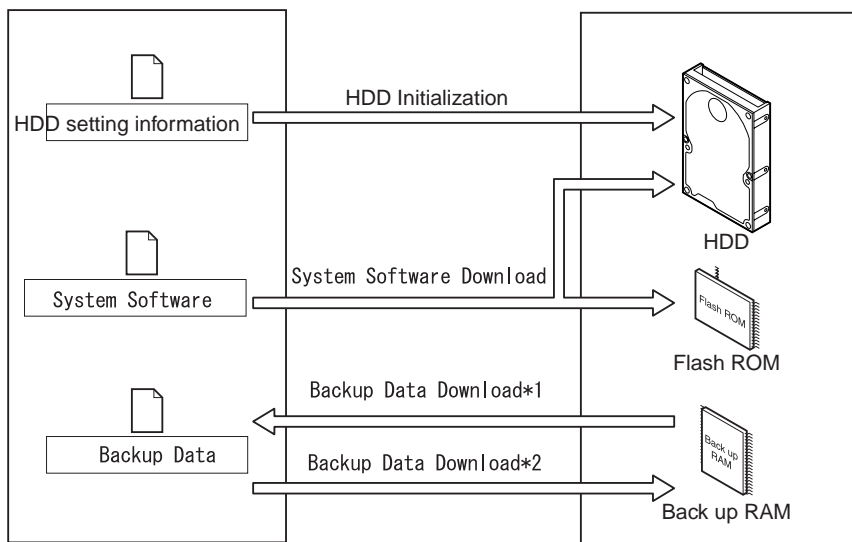 HDD setting information
HDD Initialization
HDD
System Software
System Software Download
Flash ROM
Flash ROM
Backup Data Download*1
Backup Data
Backup Data Download*2
Back up
RAM
Back up RAM